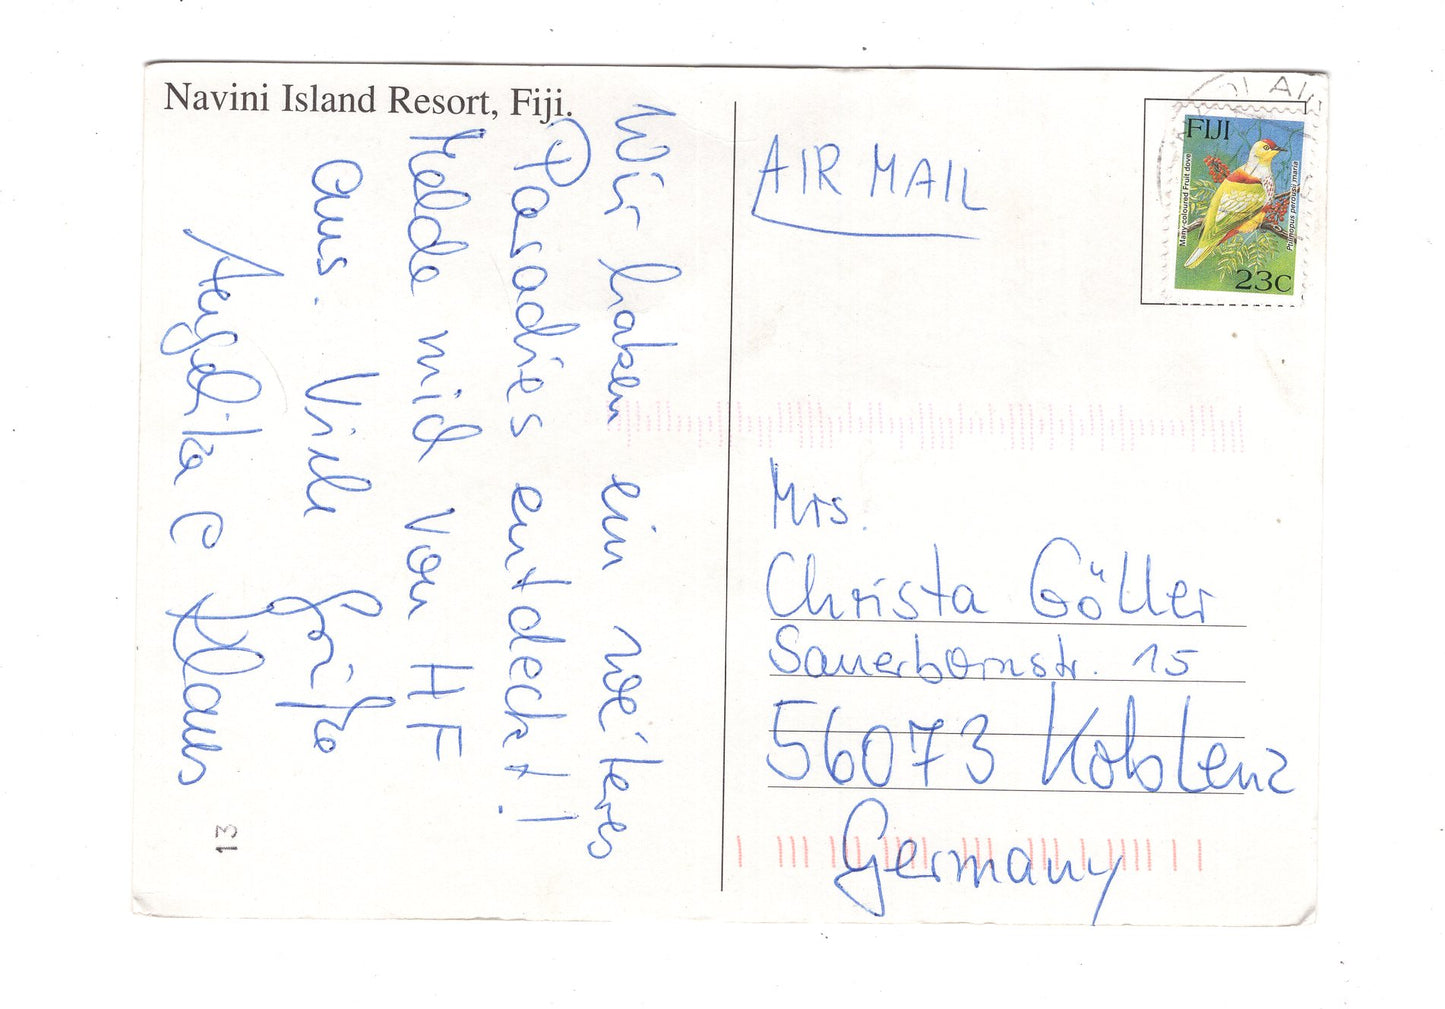 Navini Island Resort, Fiji.
Wir haben ein weiteres
Paradies entdeckt!
Melde mich von HF
aus. Viele Grüße
Angelika & Klaus
13
AIR MAIL
FIJI
Many-coloured Fruit dove
Ptilinopus perousii mariae
23c
Mrs.
Christa Göller
Sauerbornstr. 15
56073 Koblenz
Germany